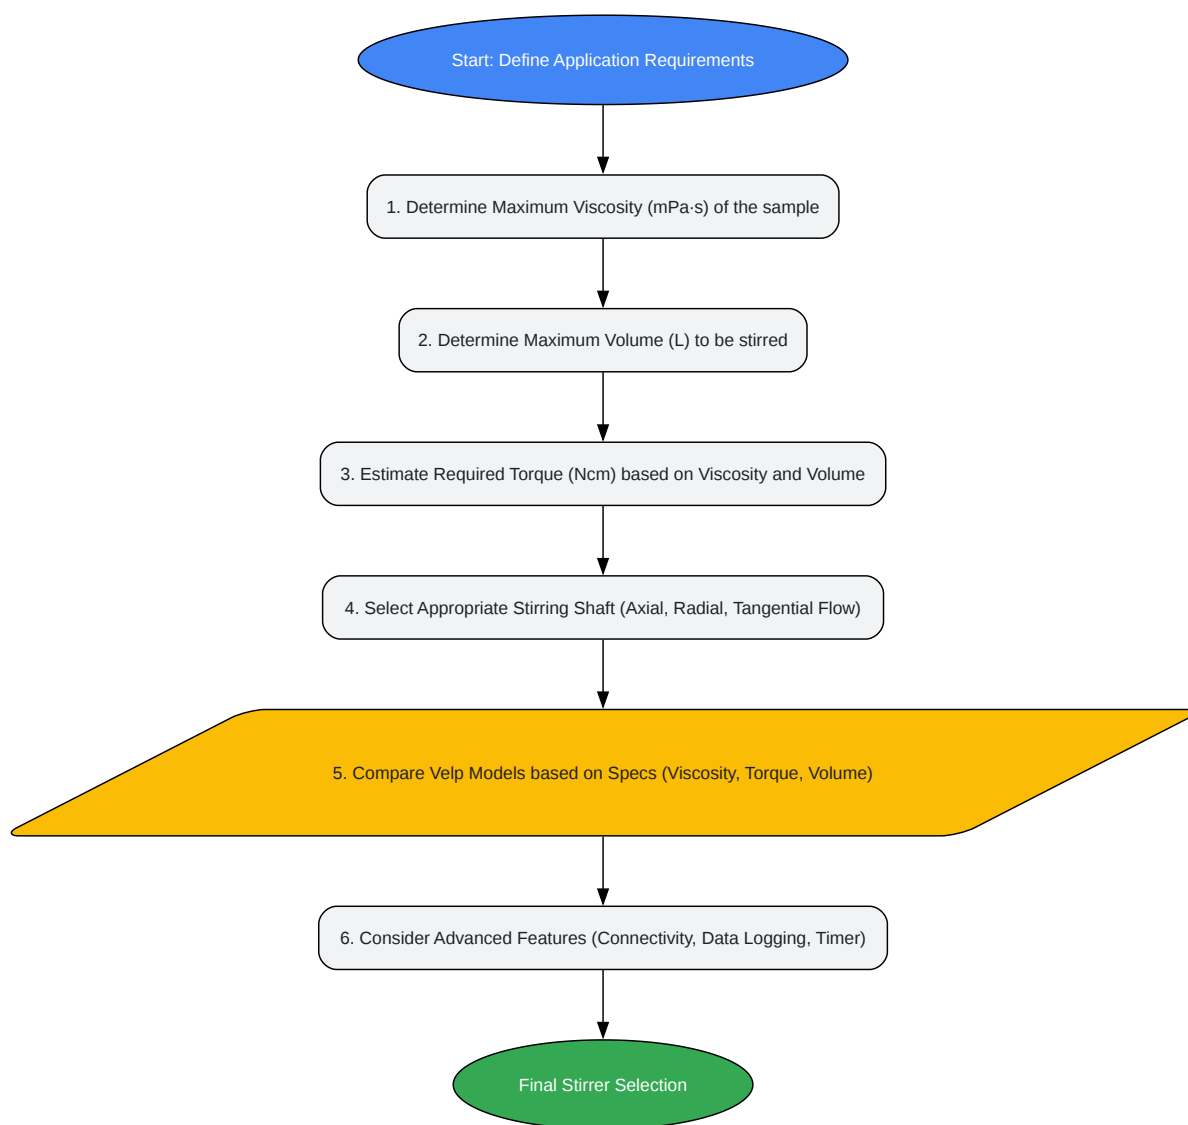 Start: Define Application Requirements
1. Determine Maximum Viscosity (mPa·s) of the sample
2. Determine Maximum Volume (L) to be stirred
3. Estimate Required Torque (Ncm) based on Viscosity and Volume
4. Select Appropriate Stirring Shaft (Axial, Radial, Tangential Flow)
5. Compare Velp Models based on Specs (Viscosity, Torque, Volume)
6. Consider Advanced Features (Connectivity, Data Logging, Timer)
Final Stirrer Selection